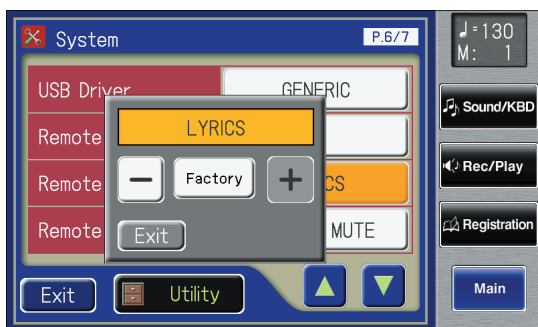 System
P.6/7
USB Driver
GENERIC
Remote
LYRICS
Remote
Factory
CS
Remote
MUTE
Exit
Exit
Utility
♩=130
M: 1
Sound/KBD
Rec/Play
Registration
Main